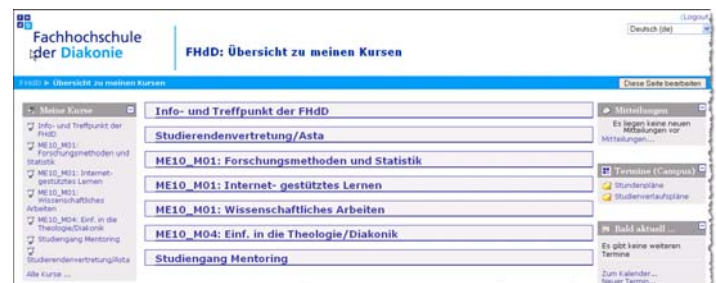 (Logout)
Fachhochschule
der Diakonie
Deutsch (de)
FHdD: Übersicht zu meinen Kursen
FHdD ► Übersicht zu meinen Kursen
Diese Seite bearbeiten
Meine Kurse
Info- und Treffpunkt der
FHdD
ME10_M01:
Forschungsmethoden und
Statistik
ME10_M01: Internet-
gestütztes Lernen
ME10_M01:
Wissenschaftliches
Arbeiten
ME10_M04: Einf. in die
Theologie/Diakonik
Studiengang Mentoring
Studierendenvertretung/Asta
Alle Kurse ...
Info- und Treffpunkt der FHdD
Studierendenvertretung/Asta
ME10_M01: Forschungsmethoden und Statistik
ME10_M01: Internet- gestütztes Lernen
ME10_M01: Wissenschaftliches Arbeiten
ME10_M04: Einf. in die Theologie/Diakonik
Studiengang Mentoring
Mitteilungen
Es liegen keine neuen
Mitteilungen vor
Mitteilungen...
Termine (Campus)
Stundenpläne
Studienverlaufspläne
Bald aktuell ...
Es gibt keine weiteren
Termine
Zum Kalender...
Neuer Termin...